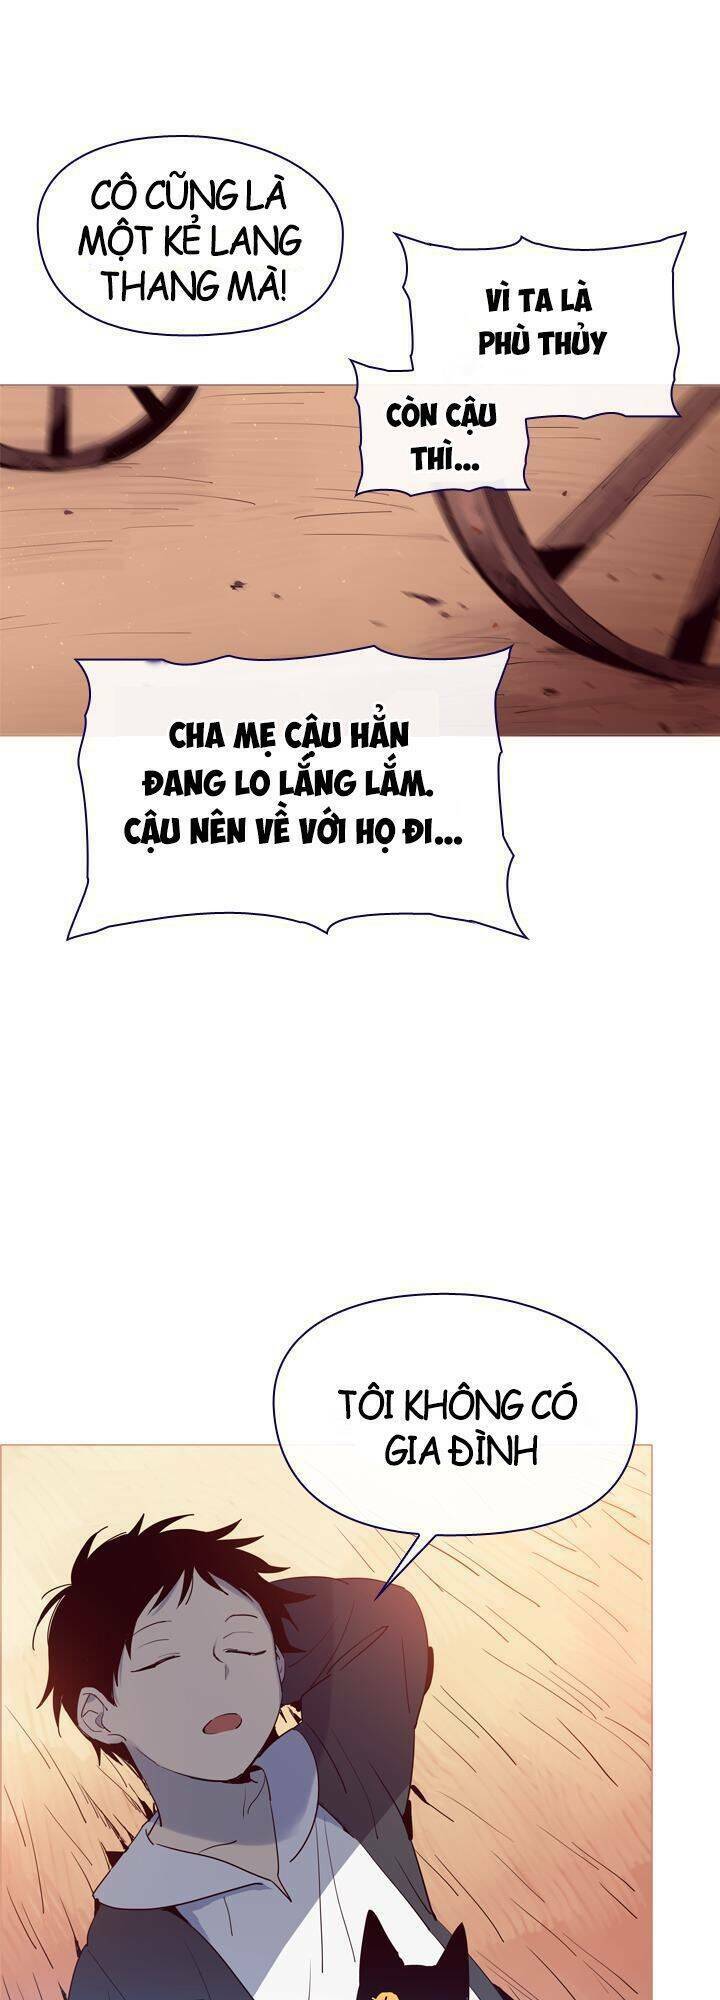 CÔ CŨNG LÀ
MỘT KẺ LANG
THANG MÀ!
VÌ TA LÀ
PHÙ THỦY
CÒN CẬU
THÌ...
CHA MẸ CẬU HẲN
ĐANG LO LẮNG LẮM.
CẬU NÊN VỀ VỚI HỌ ĐI...
TÔI KHÔNG CÓ
GIA ĐÌNH